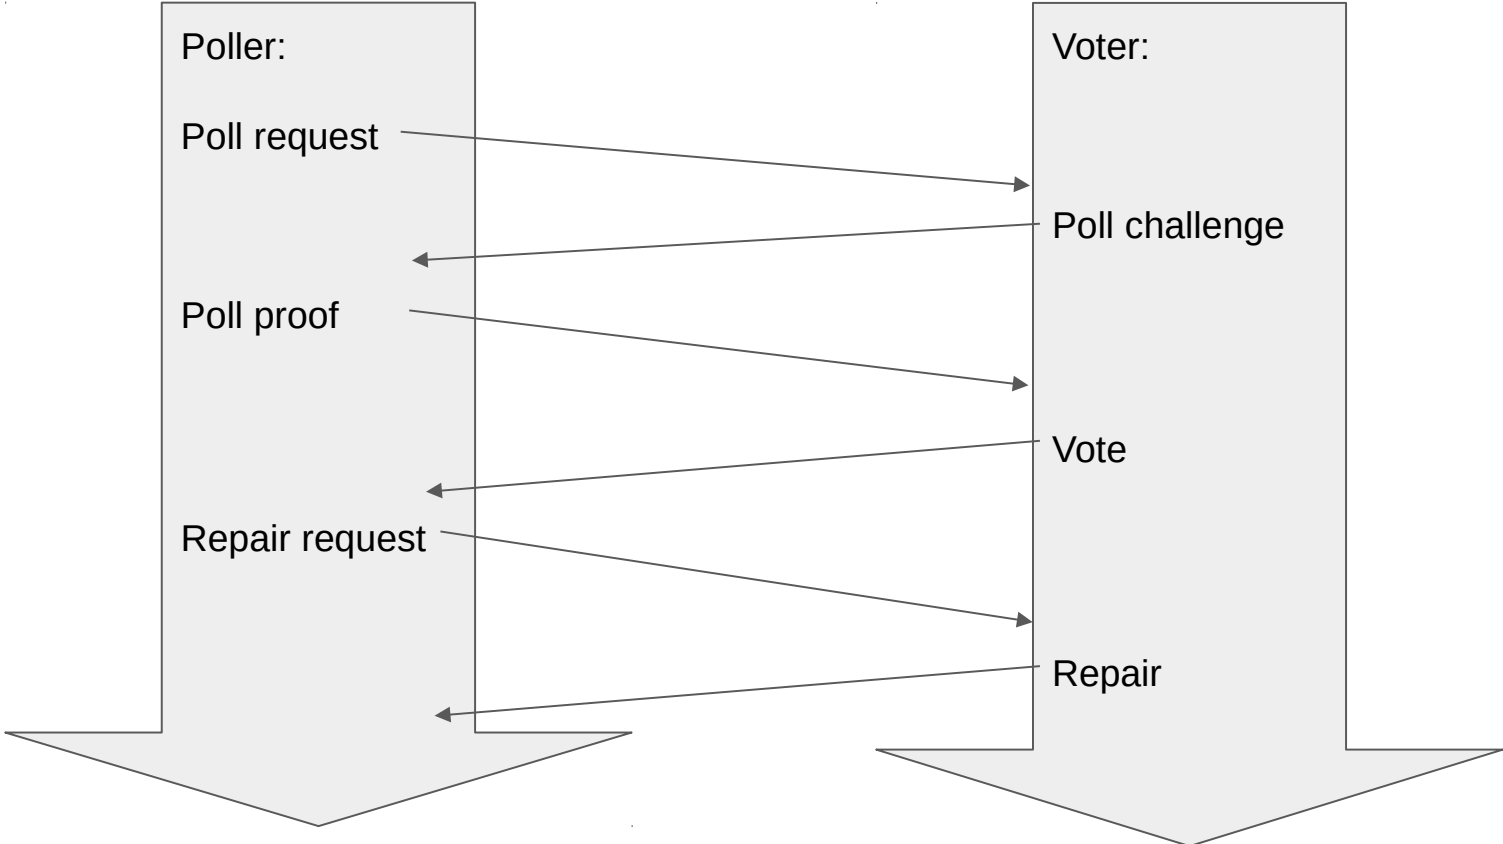 Poller:
Poll request
Poll proof
Repair request
Voter:
Poll challenge
Vote
Repair